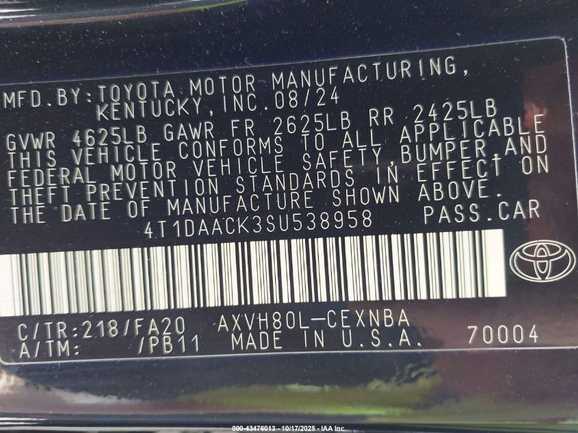 MFD.BY:TOYOTA MOTOR MANUFACTURING,
KENTUCKY, INC.08/24
GVWR 4625LB GAWR FR 2625LB RR 2425LB
THIS VEHICLE CONFORMS TO ALL APPLICABLE
FEDERAL MOTOR VEHICLE SAFETY,BUMPER,AND
THEFT PREVENTION STANDARDS IN EFFECT ON
THE DATE OF MANUFACTURE SHOWN ABOVE.
4T1DAACK3SU538958 PASS.CAR
C/TR:218/FA20 AXVH80L-CEXNBA
A/TM: /PB11 MADE IN U.S.A. 70004
800-43476013 - 10/17/2025 - IAA Inc.